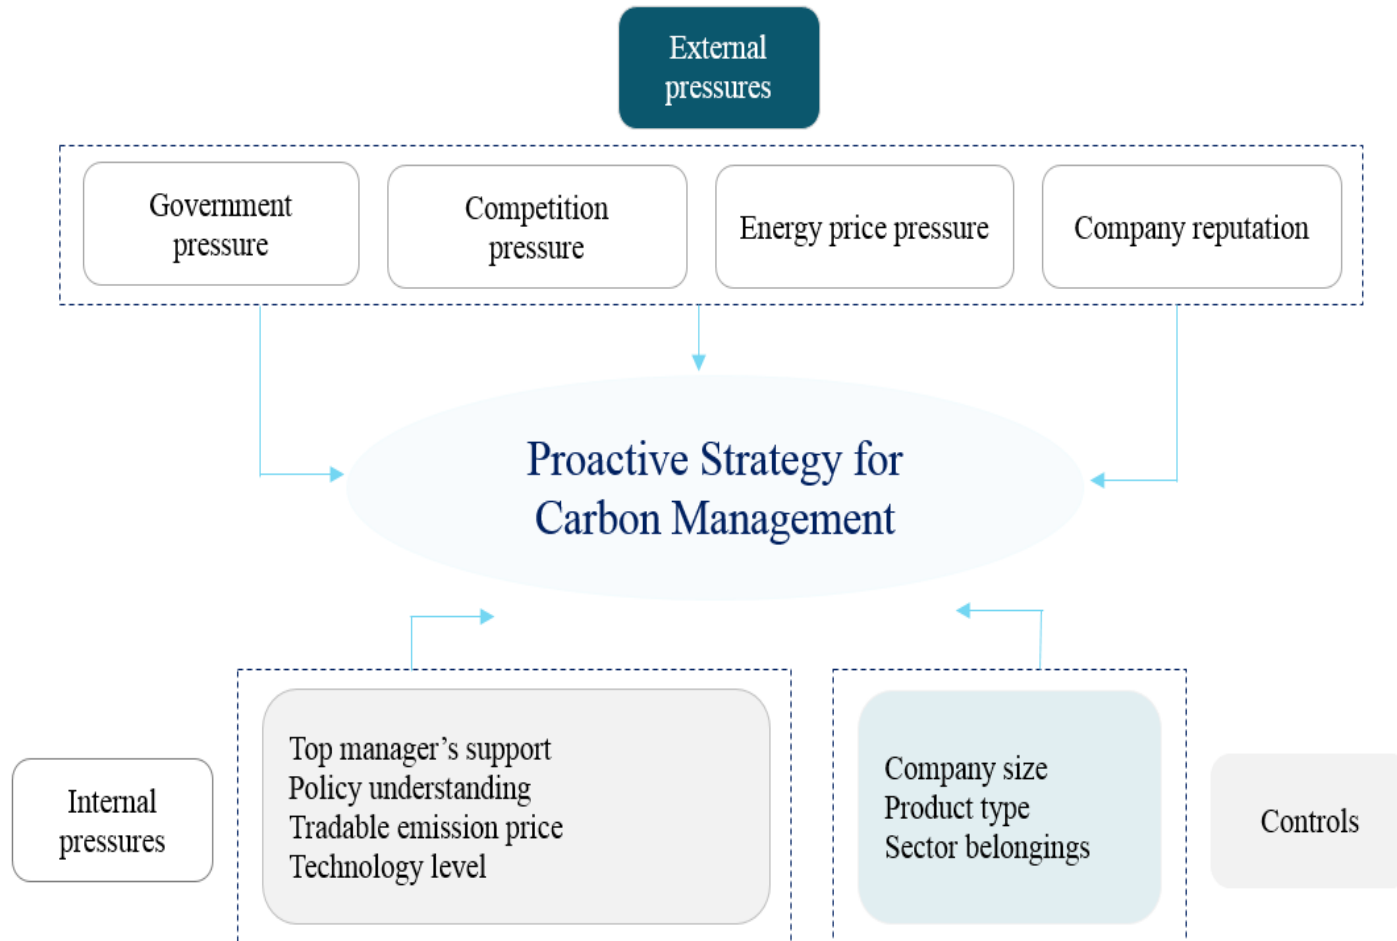 External
pressures
Government
pressure
Competition
pressure
Energy price pressure
Company reputation
Proactive Strategy for
Carbon Management
Internal
pressures
Top manager’s support
Policy understanding
Tradable emission price
Technology level
Company size
Product type
Sector belongings
Controls